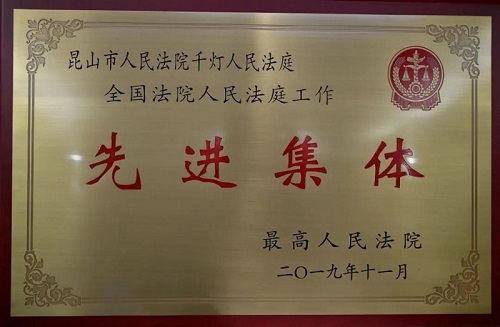 昆山市人民法院千灯人民法庭
全国法院人民法庭工作
先进集体
最高人民法院
二〇一九年十一月